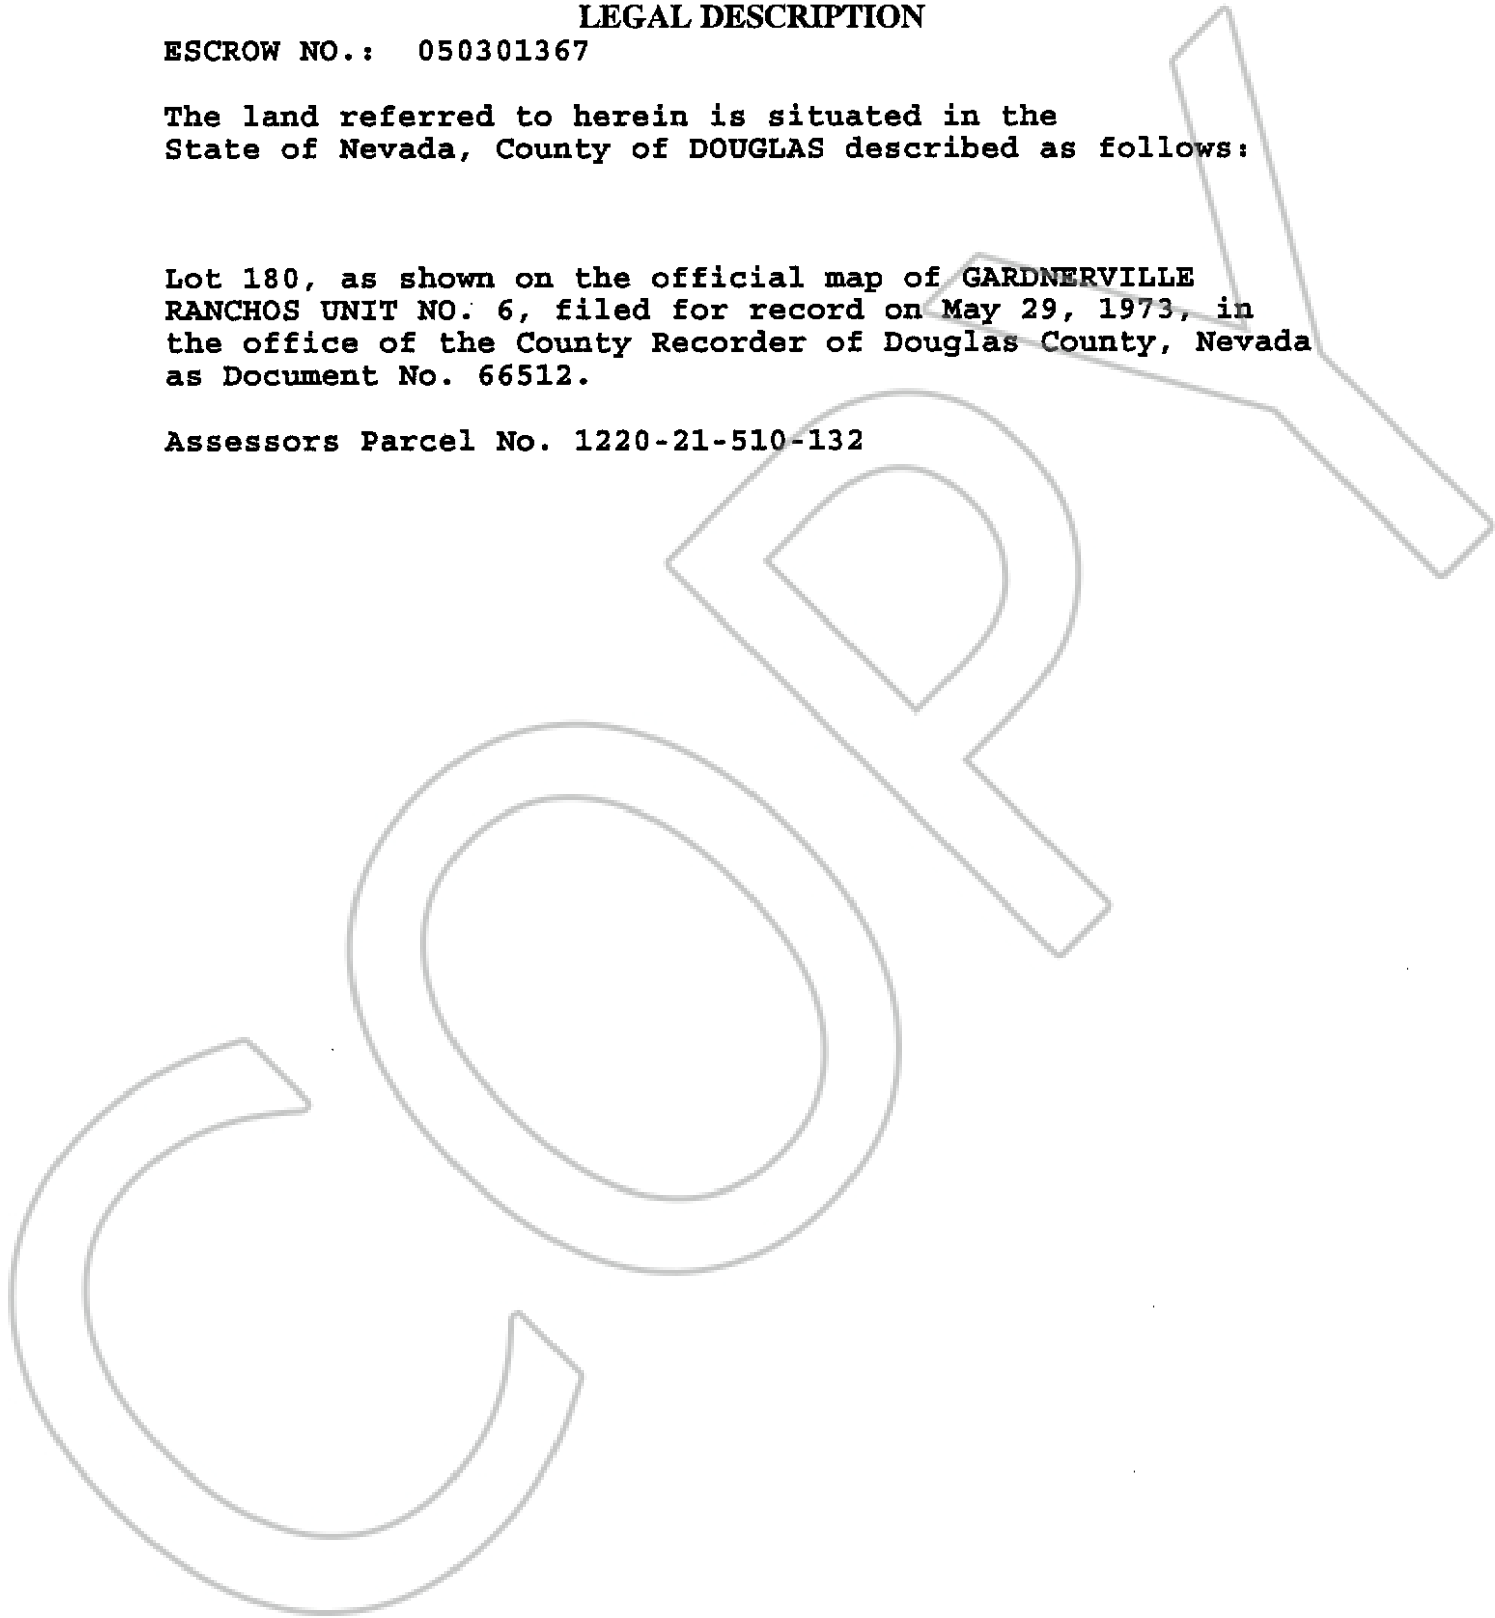 LEGAL DESCRIPTION
ESCROW NO.: 050301367
The land referred to herein is situated in the
State of Nevada, County of DOUGLAS described as follows:
Lot 180, as shown on the official map of GARDNERVILLE
RANCHOS UNIT NO. 6, filed for record on May 29, 1973, in
the office of the County Recorder of Douglas County, Nevada
as Document No. 66512.
Assessors Parcel No. 1220-21-510-132
COPY